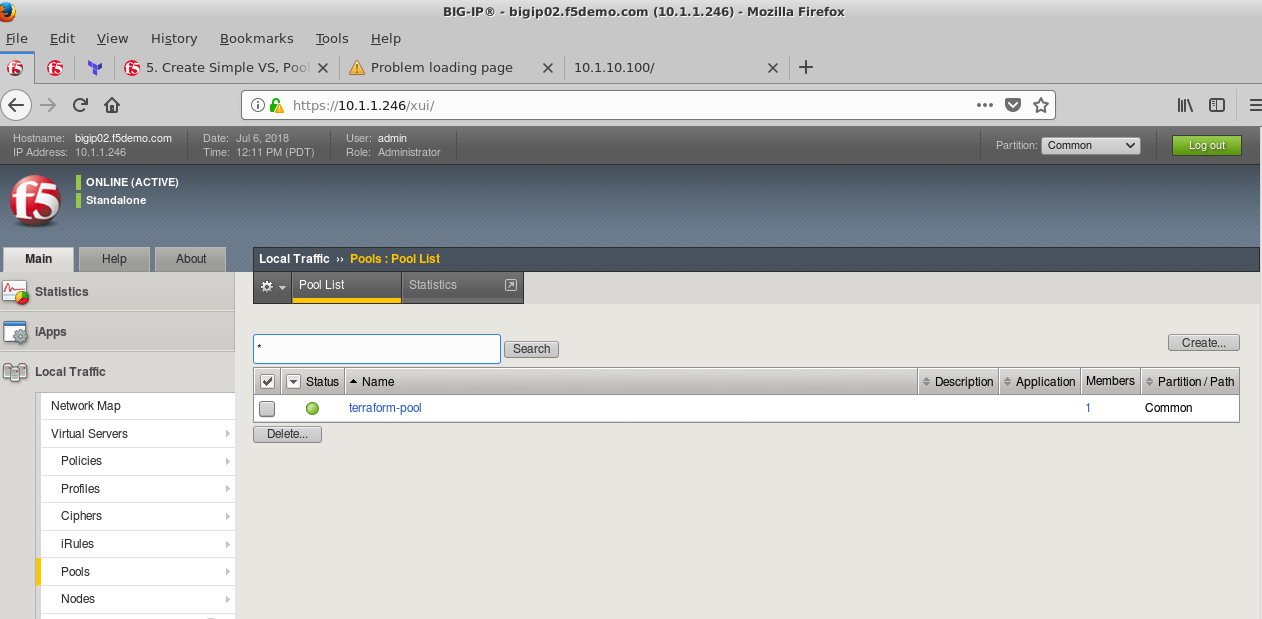 BIG-IP® - bigip02.f5demo.com (10.1.1.246) - Mozilla Firefox
File Edit View History Bookmarks Tools Help
f5 f5 f5 5. Create Simple VS, Poo Problem loading page 10.1.10.100/
https://10.1.1.246/xui/
Hostname: bigip02.f5demo.com Date: Jul 6, 2018 User: admin Partition: Common Log out
IP Address: 10.1.1.246 Time: 12:11 PM (PDT) Role: Administrator
f5
ONLINE (ACTIVE)
Standalone
Main Help About
Local Traffic ›› Pools : Pool List
Pool List Statistics
Statistics
iApps
Local Traffic
Network Map
Virtual Servers
Policies
Profiles
Ciphers
iRules
Pools
Nodes
* Search Create...
Status Name Description Application Members Partition / Path
terraform-pool 1 Common
Delete...